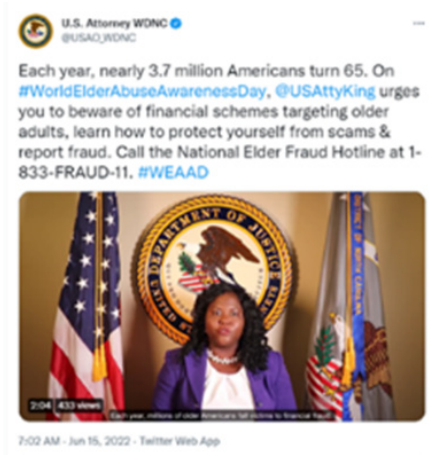 U.S. Attorney WDNC
@USAO_WDNC
Each year, nearly 3.7 million Americans turn 65. On
#WorldElderAbuseAwarenessDay, @USAttyKing urges
you to beware of financial schemes targeting older
adults, learn how to protect yourself from scams &
report fraud. Call the National Elder Fraud Hotline at 1-
833-FRAUD-11. #WEAAD
DEPARTMENT OF JUSTICE
2:04 433 views
Each year, millions of older Americans fall victims to financial fraud
7:02 AM · Jun 15, 2022 · Twitter Web App